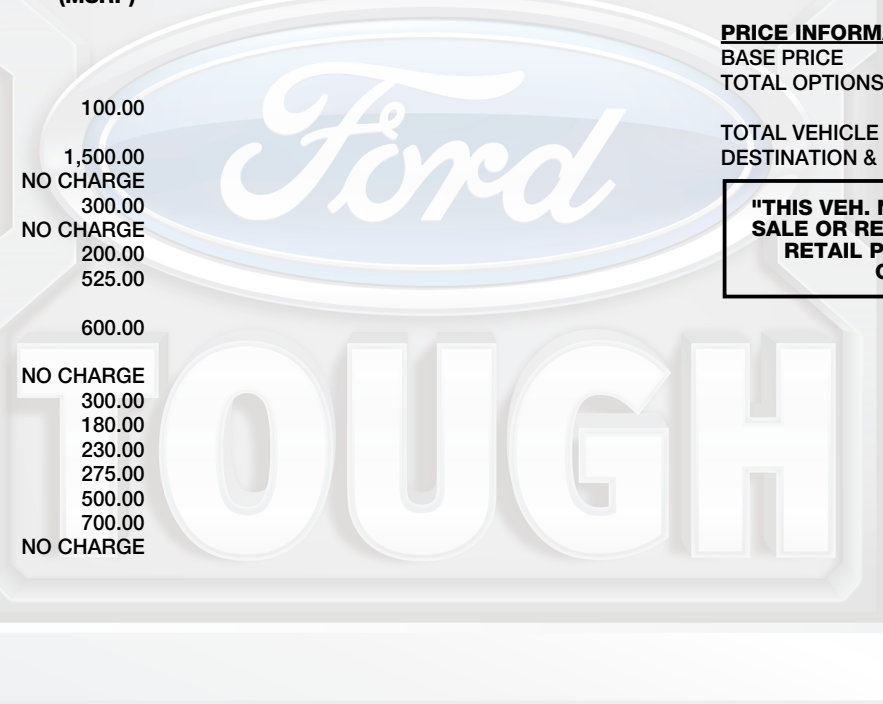 (MSRP)
100.00
1,500.00
NO CHARGE
300.00
NO CHARGE
200.00
525.00
600.00
NO CHARGE
300.00
180.00
230.00
275.00
500.00
700.00
NO CHARGE
Ford
TOUGH
PRICE INFORMA
BASE PRICE
TOTAL OPTIONS
TOTAL VEHICLE
DESTINATION &
"THIS VEH. N
SALE OR RE
RETAIL P